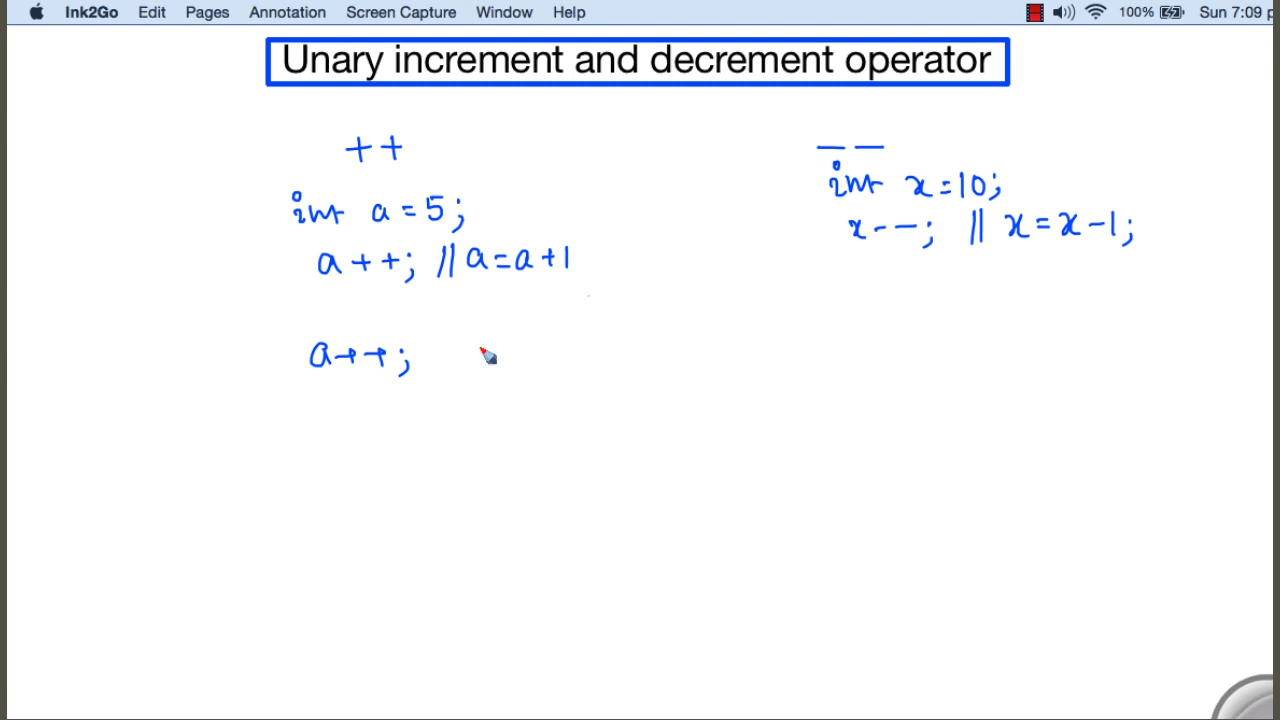 Ink2Go Edit Pages Annotation Screen Capture Window Help 100% Sun 7:09 p
Unary increment and decrement operator
++
int a = 5;
a ++; // a = a + 1
a++;
--
int x = 10;
x --; // x = x - 1;